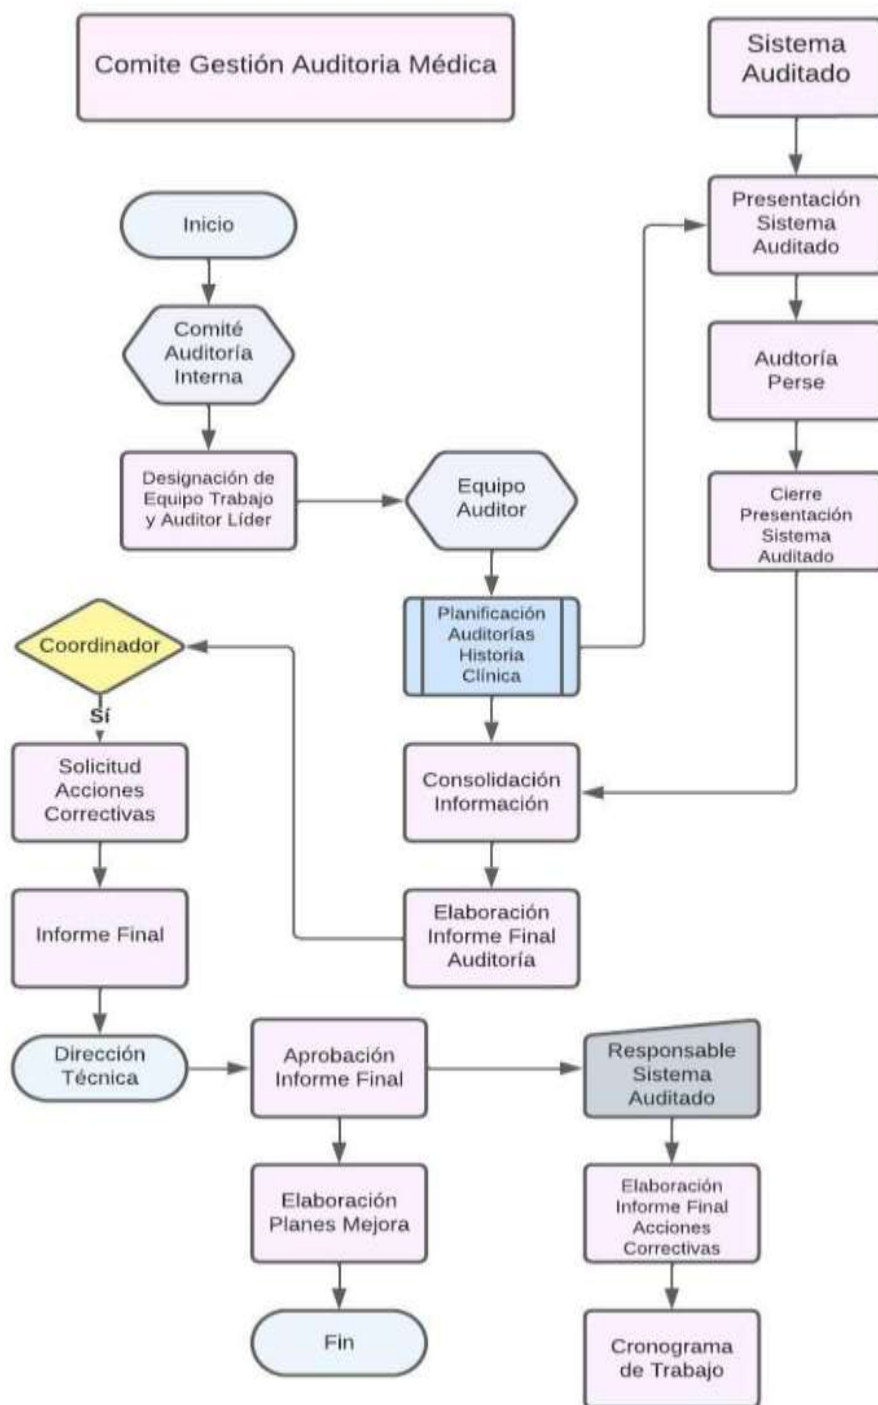 Comite Gestión Auditoria Médica
Sistema
Auditado
Inicio
Presentación
Sistema
Auditado
Comité
Auditoría
Interna
Audtoría
Perse
Designación de
Equipo Trabajo
y Auditor Líder
Equipo
Auditor
Cierre
Presentación
Sistema
Auditado
Planificación
Auditorías
Historia
Clínica
Coordinador
Sí
Solicitud
Acciones
Correctivas
Consolidación
Información
Informe Final
Elaboración
Informe Final
Auditoría
Dirección
Técnica
Aprobación
Informe Final
Responsable
Sistema
Auditado
Elaboración
Planes Mejora
Elaboración
Informe Final
Acciones
Correctivas
Fin
Cronograma
de Trabajo